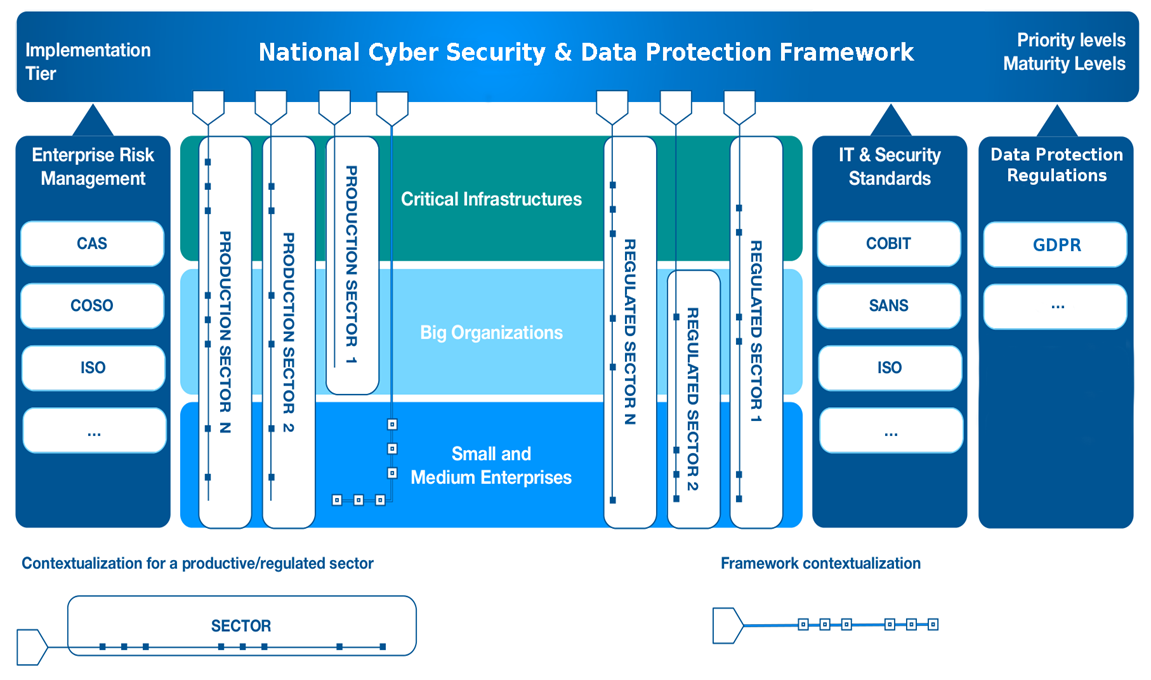 Implementation
Tier
National Cyber Security & Data Protection Framework
Priority levels
Maturity Levels
Enterprise Risk
Management
CAS
COSO
ISO
...
PRODUCTION SECTOR N
PRODUCTION SECTOR 2
PRODUCTION SECTOR 1
Critical Infrastructures
Big Organizations
Small and
Medium Enterprises
REGULATED SECTOR N
REGULATED SECTOR 2
REGULATED SECTOR 1
IT & Security
Standards
COBIT
SANS
ISO
...
Data Protection
Regulations
GDPR
...
Contextualization for a productive/regulated sector
SECTOR
Framework contextualization